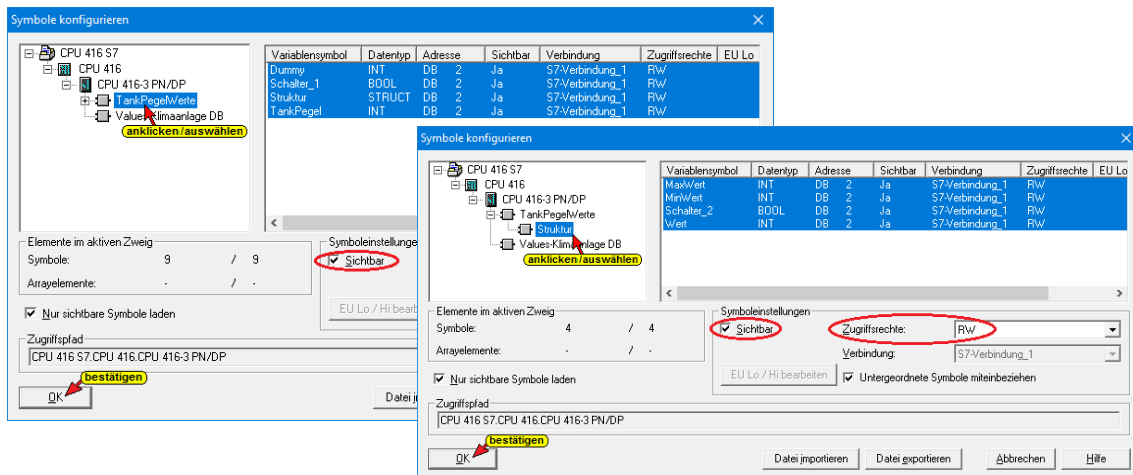 Symbole konfigurieren
CPU 416 S7
CPU 416
CPU 416-3 PN/DP
TankPegelWerte
Values-Klimaanlage DB
anklicken/auswählen
Variablensymbol Datentyp Adresse Sichtbar Verbindung Zugriffsrechte EU Lo
Dummy INT DB 2 Ja S7-Verbindung_1 RW
Schalter_1 BOOL DB 2 Ja S7-Verbindung_1 RW
Struktur STRUCT DB 2 Ja S7-Verbindung_1 RW
TankPegel INT DB 2 Ja S7-Verbindung_1 RW
Elemente im aktiven Zweig
Symbole: 9 / 9
Arrayelemente: - / -
Symboleinstellunge
Sichtbar
EU Lo / Hi bearb
Nur sichtbare Symbole laden
Zugriffspfad
CPU 416 S7.CPU 416.CPU 416-3 PN/DP
bestätigen
OK
Datei i
Symbole konfigurieren
CPU 416 S7
CPU 416
CPU 416-3 PN/DP
TankPegelWerte
Struktur
Values-Klimaanlage DB
anklicken/auswählen
Variablensymbol Datentyp Adresse Sichtbar Verbindung Zugriffsrechte EU Lo
MaxWert INT DB 2 Ja S7-Verbindung_1 RW
MinWert INT DB 2 Ja S7-Verbindung_1 RW
Schalter_2 BOOL DB 2 Ja S7-Verbindung_1 RW
Wert INT DB 2 Ja S7-Verbindung_1 RW
Elemente im aktiven Zweig
Symbole: 4 / 4
Arrayelemente: - / -
Symboleinstellungen
Sichtbar
Zugriffsrechte: RW
Verbindung: S7-Verbindung_1
EU Lo / Hi bearbeiten
Untergeordnete Symbole miteinbeziehen
Nur sichtbare Symbole laden
Zugriffspfad
CPU 416 S7.CPU 416.CPU 416-3 PN/DP
bestätigen
OK
Datei importieren
Datei exportieren
Abbrechen
Hilfe